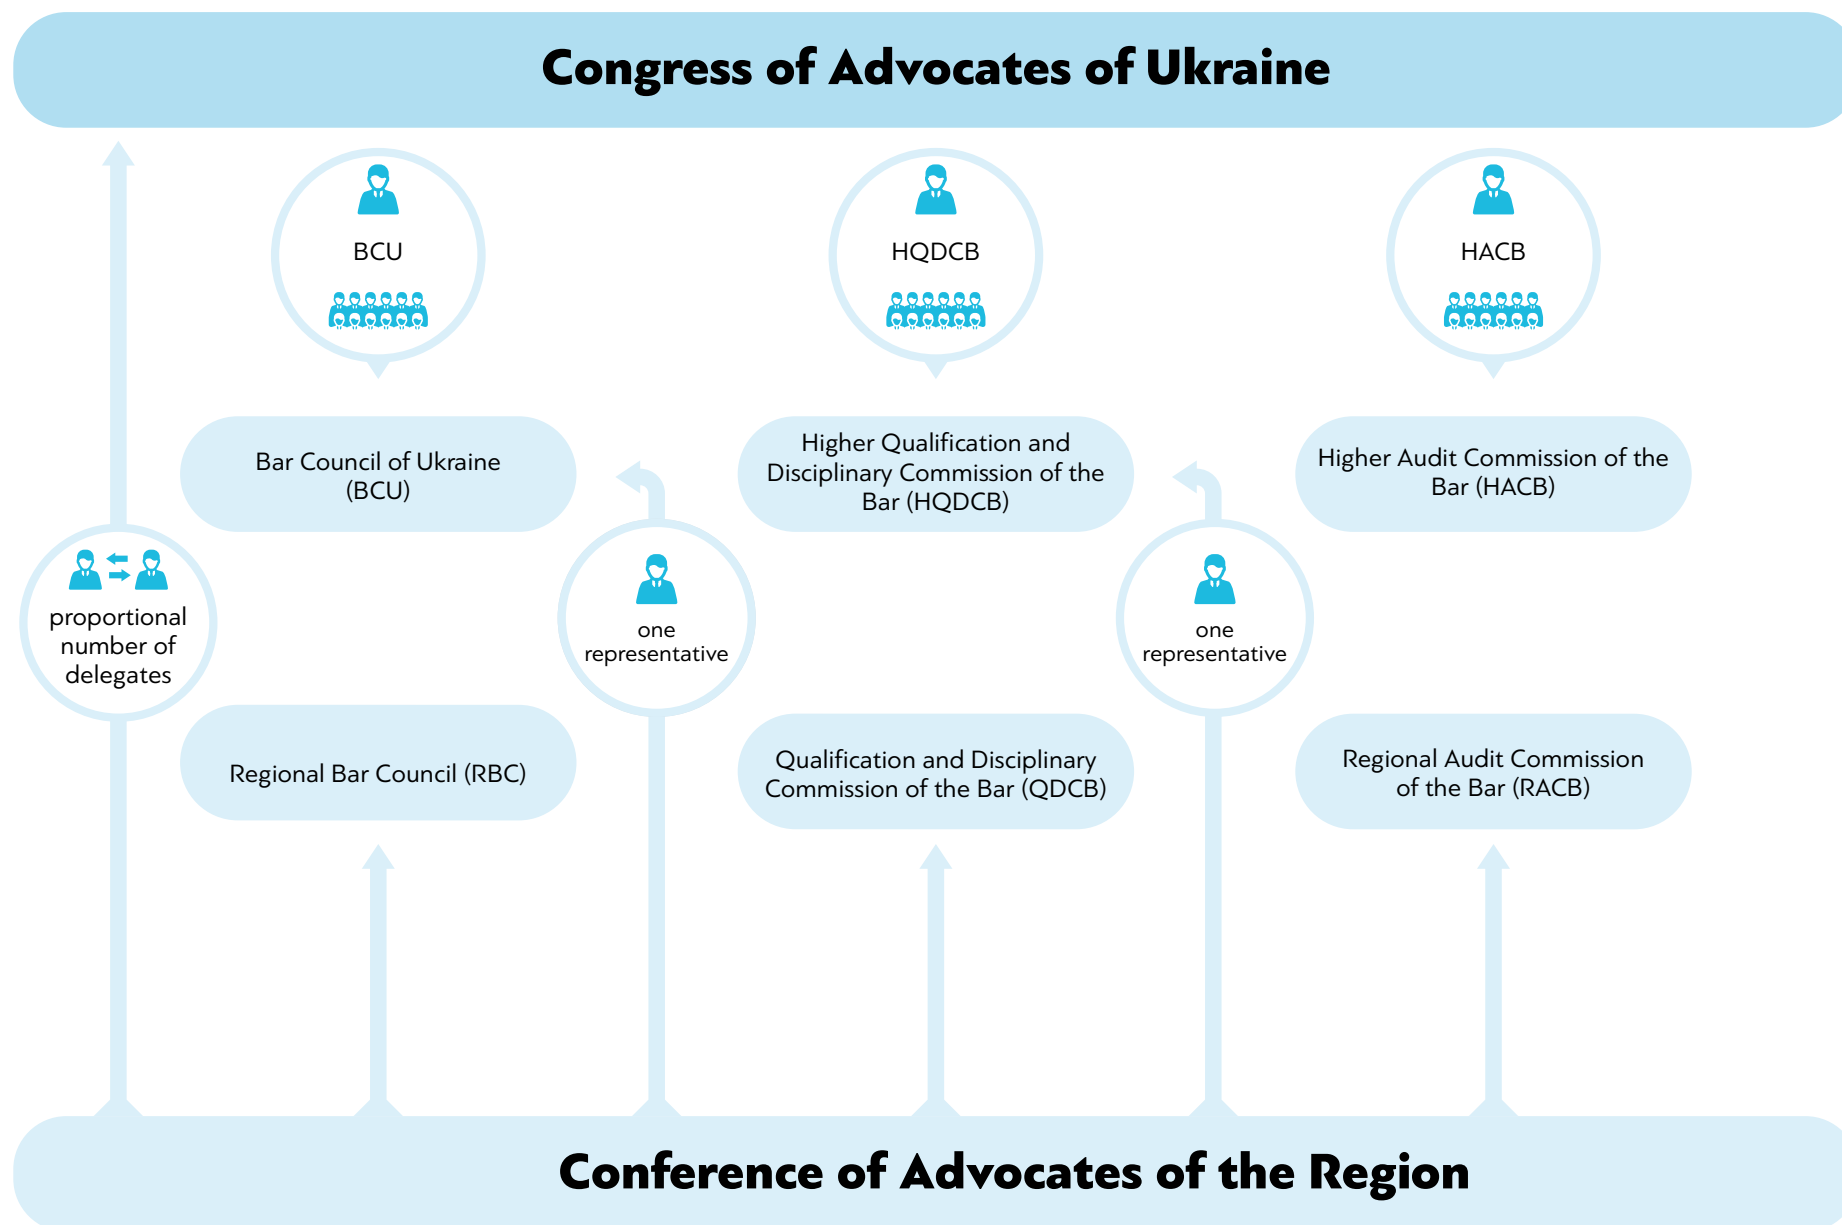 Congress of Advocates of Ukraine
BCU
HQDCB
HACB
Bar Council of Ukraine
(BCU)
Higher Qualification and
Disciplinary Commission of the
Bar (HQDCB)
Higher Audit Commission of the
Bar (HACB)
proportional
number of
delegates
one
representative
one
representative
Regional Bar Council (RBC)
Qualification and Disciplinary
Commission of the Bar (QDCB)
Regional Audit Commission
of the Bar (RACB)
Conference of Advocates of the Region